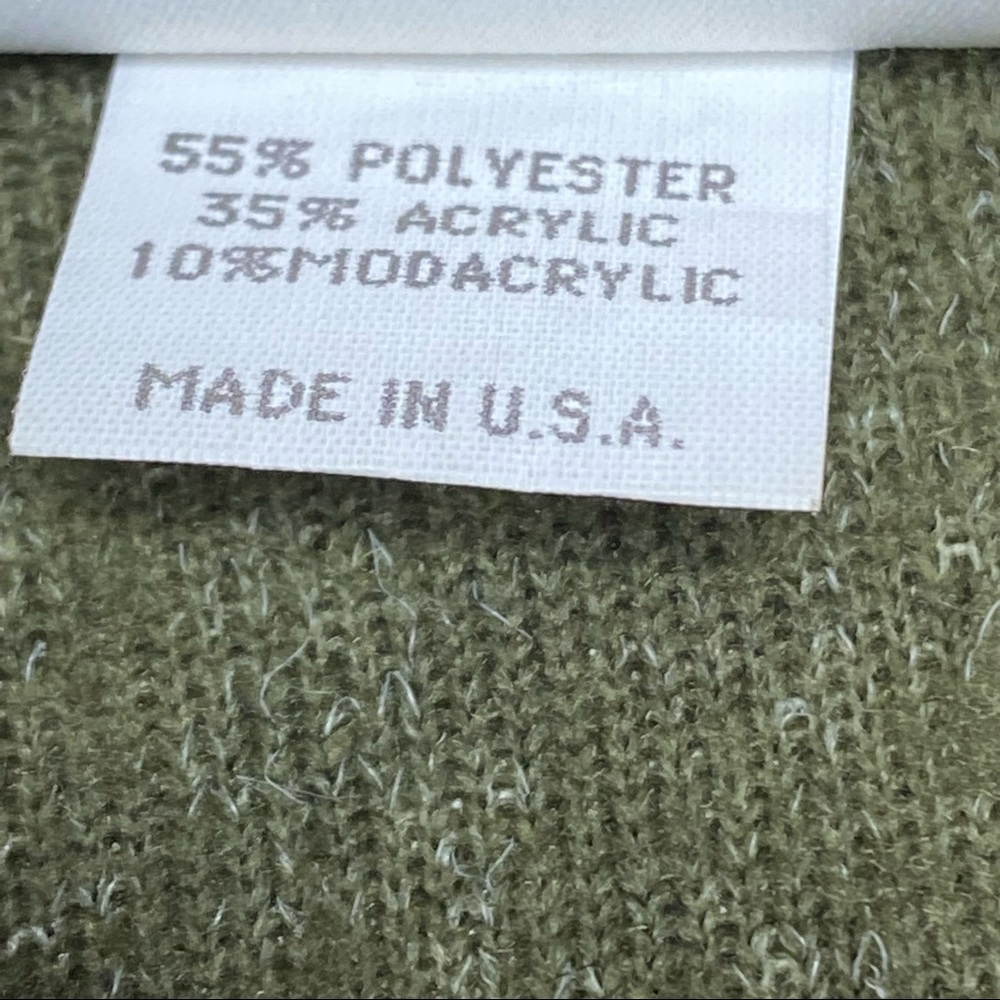 55% POLYESTER
35% ACRYLIC
10%MODACRYLIC
MADE IN U.S.A.